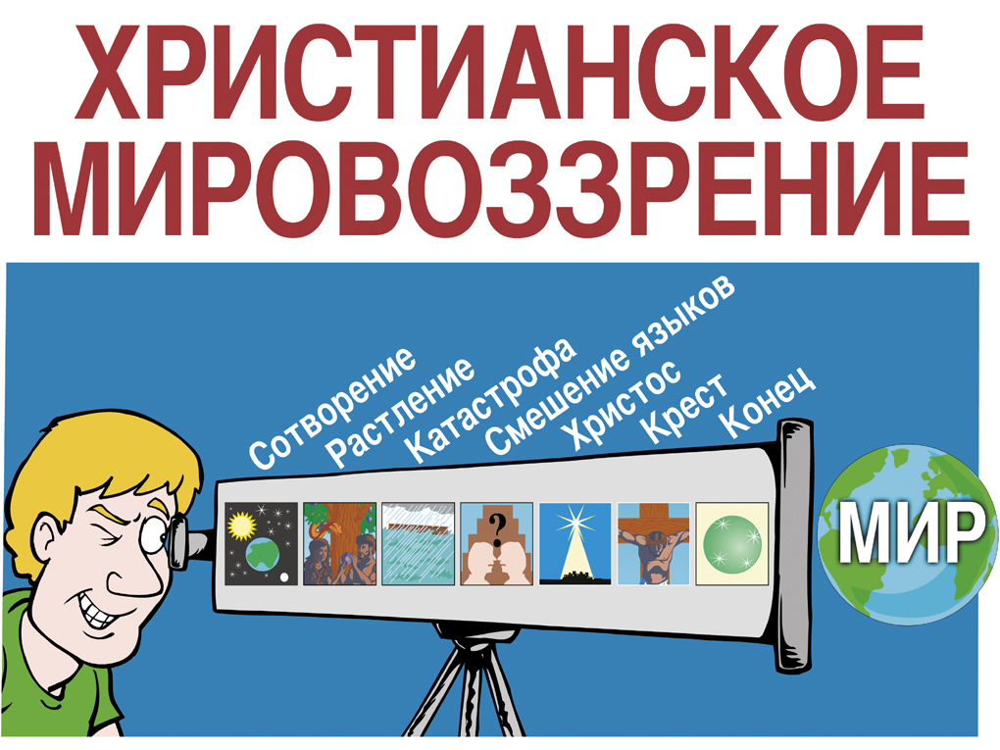 ХРИСТИАНСКОЕ
МИРОВОЗЗРЕНИЕ
Сотворение
Растление
Катастрофа
Смешение языков
Христос
Крест
Конец
?
МИР